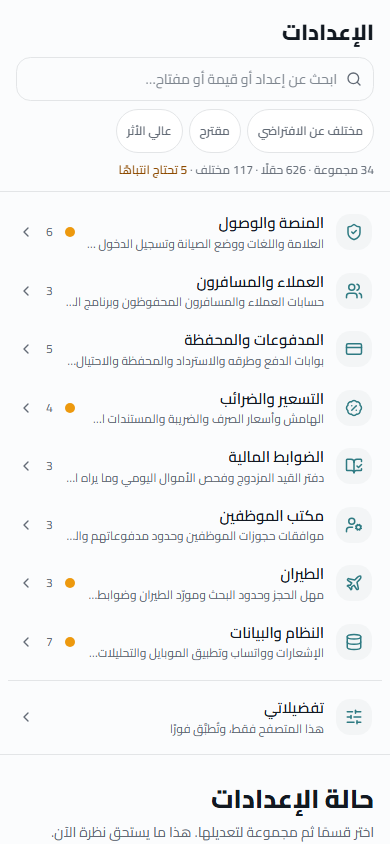 الإعدادات
ابحث عن إعداد أو قيمة أو مفتاح...
مختلف عن الافتراضي
مقترح
عالي الأثر
34 مجموعة · 626 حقلًا · 117 مختلف · 5 تحتاج انتباهًا
المنصة والوصول
6
العلامة واللغات ووضع الصيانة وتسجيل الدخول ...
العملاء والمسافرون
3
حسابات العملاء والمسافرون المحفوظون وبرنامج الـ...
المدفوعات والمحفظة
5
بوابات الدفع وطرقه والاسترداد والمحفظة والاحتيال...
التسعير والضرائب
4
الهامش وأسعار الصرف والضريبة والمستندات ا...
الضوابط المالية
3
دفتر القيد المزدوج وفحص الأموال اليومي وما يراه ا...
مكتب الموظفين
3
موافقات حجوزات الموظفين وحدود مدفوعاتهم والـ...
الطيران
3
مهل الحجز وحدود البحث ومورّد الطيران وضوابط...
النظام والبيانات
7
الإشعارات وواتساب وتطبيق الموبايل والتحليلات...
تفضيلاتي
هذا المتصفح فقط، وتُطبَّق فورًا
حالة الإعدادات
اختر قسمًا ثم مجموعة لتعديلها. هذا ما يستحق نظرة الآن.